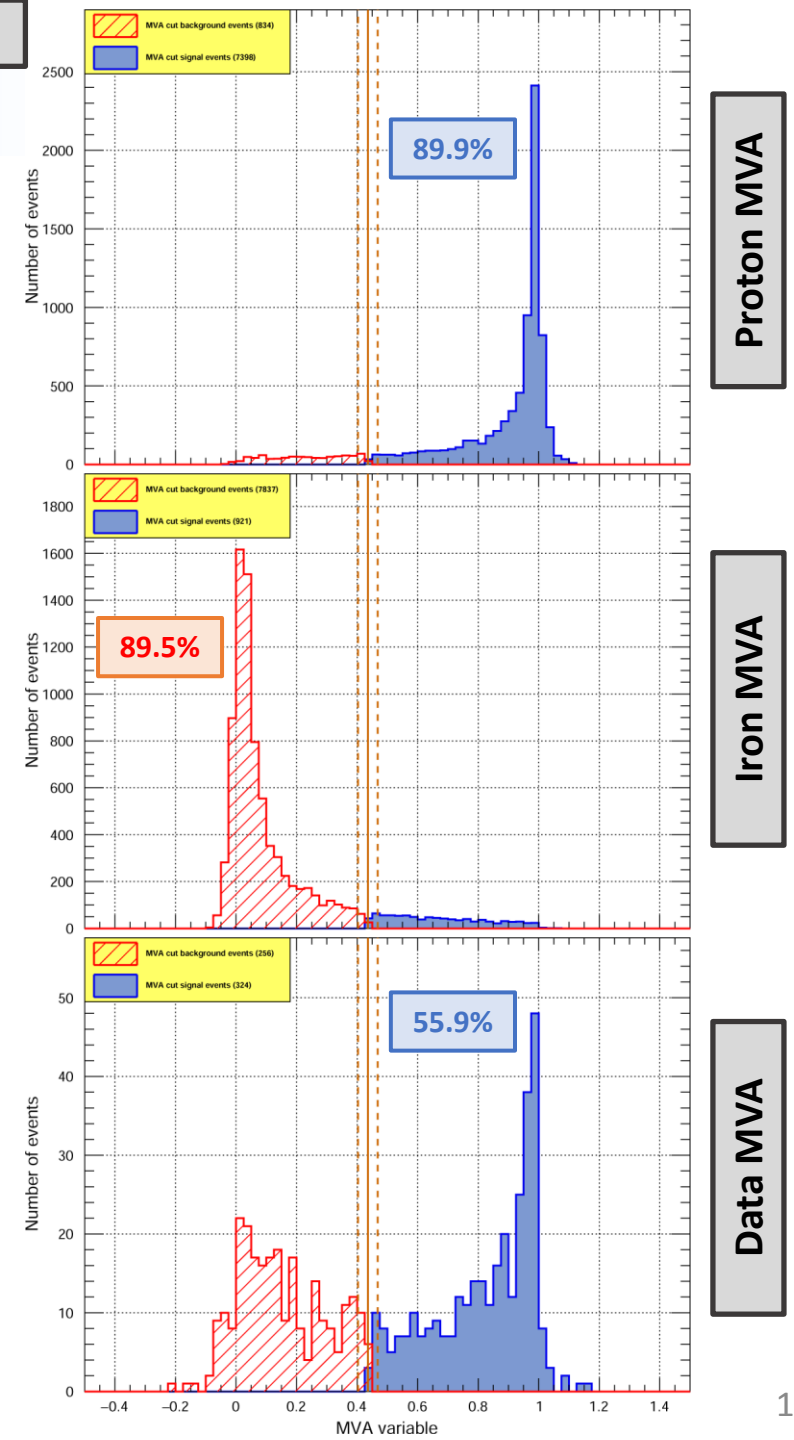 MVA cut background events (834)
MVA cut signal events (7398)
2500
2000
1500
1000
500
0
Number of events
89.9%
Proton MVA
MVA cut background events (7837)
MVA cut signal events (921)
1800
1600
1400
1200
1000
800
600
400
200
0
Number of events
89.5%
Iron MVA
MVA cut background events (256)
MVA cut signal events (324)
50
40
30
20
10
0
Number of events
55.9%
Data MVA
−0.4 −0.2 0 0.2 0.4 0.6 0.8 1 1.2 1.4
MVA variable
1